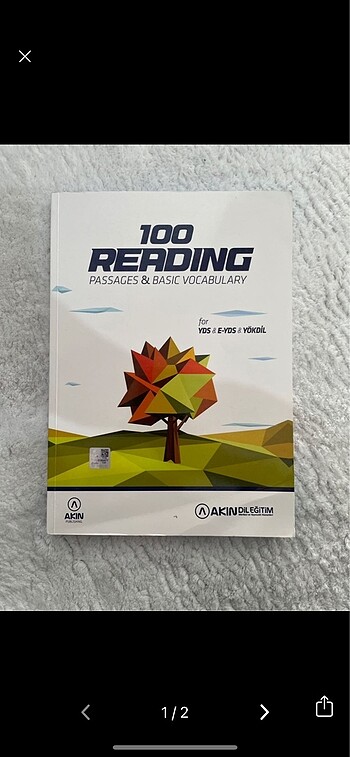 100
READING
PASSAGES & BASIC VOCABULARY
for
YDS & E-YDS & YÖKDİL
AKIN
AKIN DİL EĞİTİM
1/2